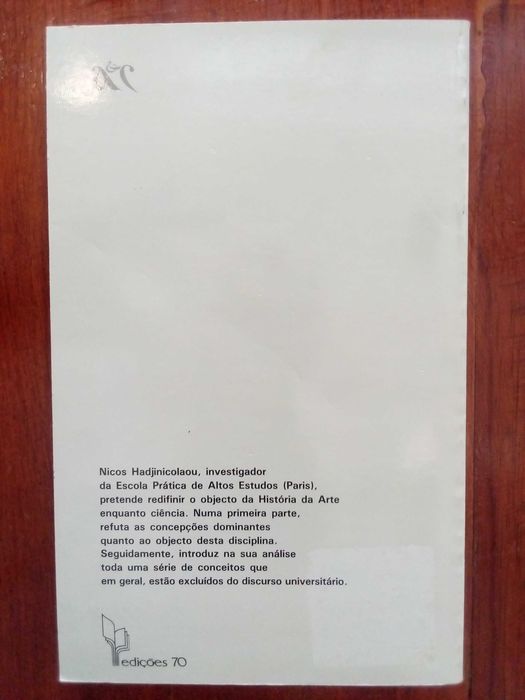 Nicos Hadjinicolaou, investigador
da Escola Prática de Altos Estudos (Paris),
pretende redifinir o objecto da História da Arte
enquanto ciência. Numa primeira parte,
refuta as concepções dominantes
quanto ao objecto desta disciplina.
Seguidamente, introduz na sua análise
toda uma série de conceitos que
em geral, estão excluídos do discurso universitário.
edições 70